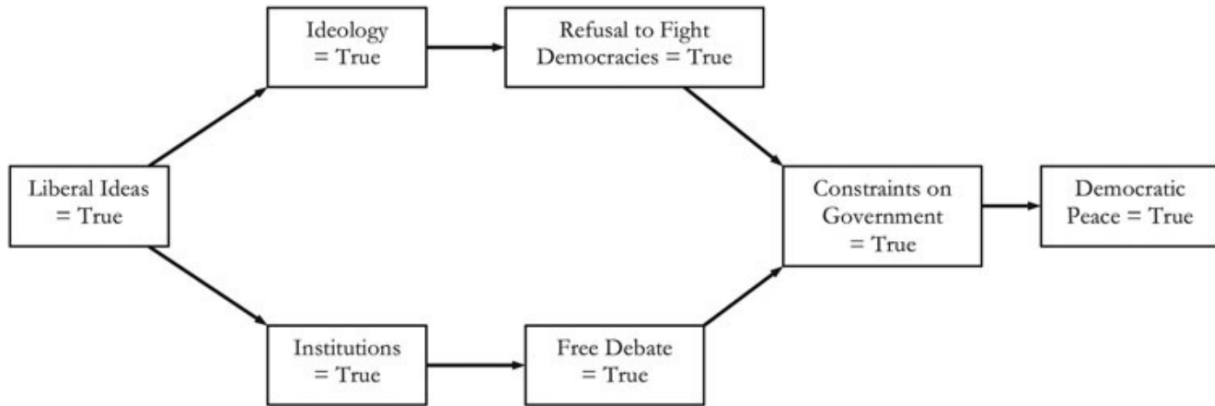 Ideology
= True
Refusal to Fight
Democracies = True
Liberal Ideas
= True
Constraints on
Government
= True
Democratic
Peace = True
Institutions
= True
Free Debate
= True